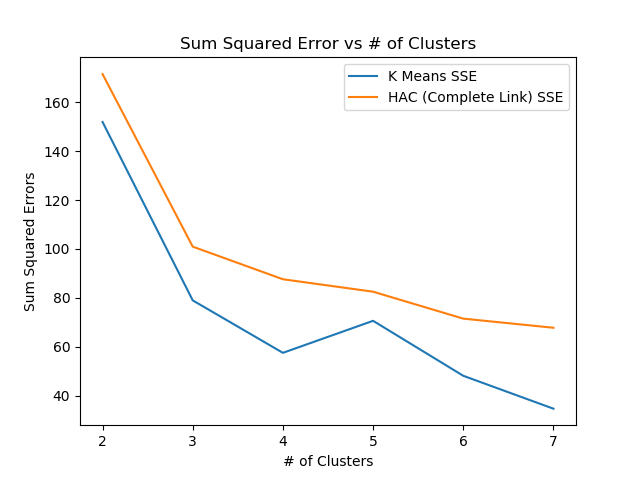 Sum Squared Error vs # of Clusters
K Means SSE
HAC (Complete Link) SSE
Sum Squared Errors
160
140
120
100
80
60
40
2 3 4 5 6 7
# of Clusters